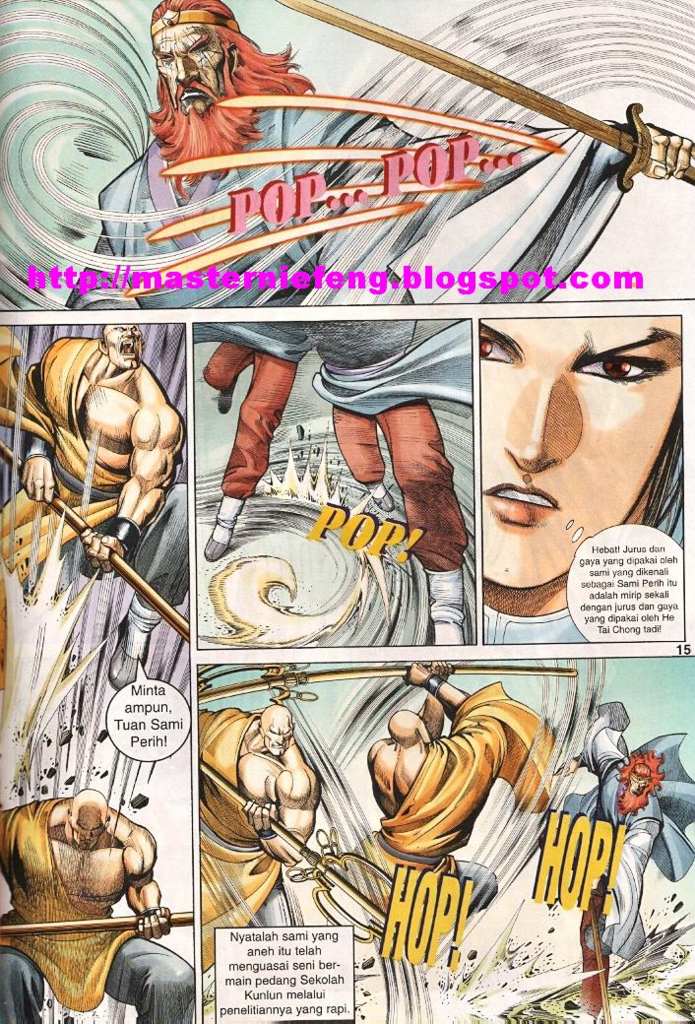 POP... POP...
http://masterniefeng.blogspot.com
POP!
Hebat! Jurus dan
gaya yang dipakai oleh
sami yang dikenali
sebagai Sami Perih itu
adalah mirip sekali
dengan jurus dan gaya
yang dipakai oleh He
Tai Chong tadi!
15
Minta
ampun,
Tuan Sami
Perih!
HOP!
HOP!
Nyatalah sami yang
aneh itu telah
menguasai seni ber-
main pedang Sekolah
Kunlun melalui
penelitiannya yang rapi.